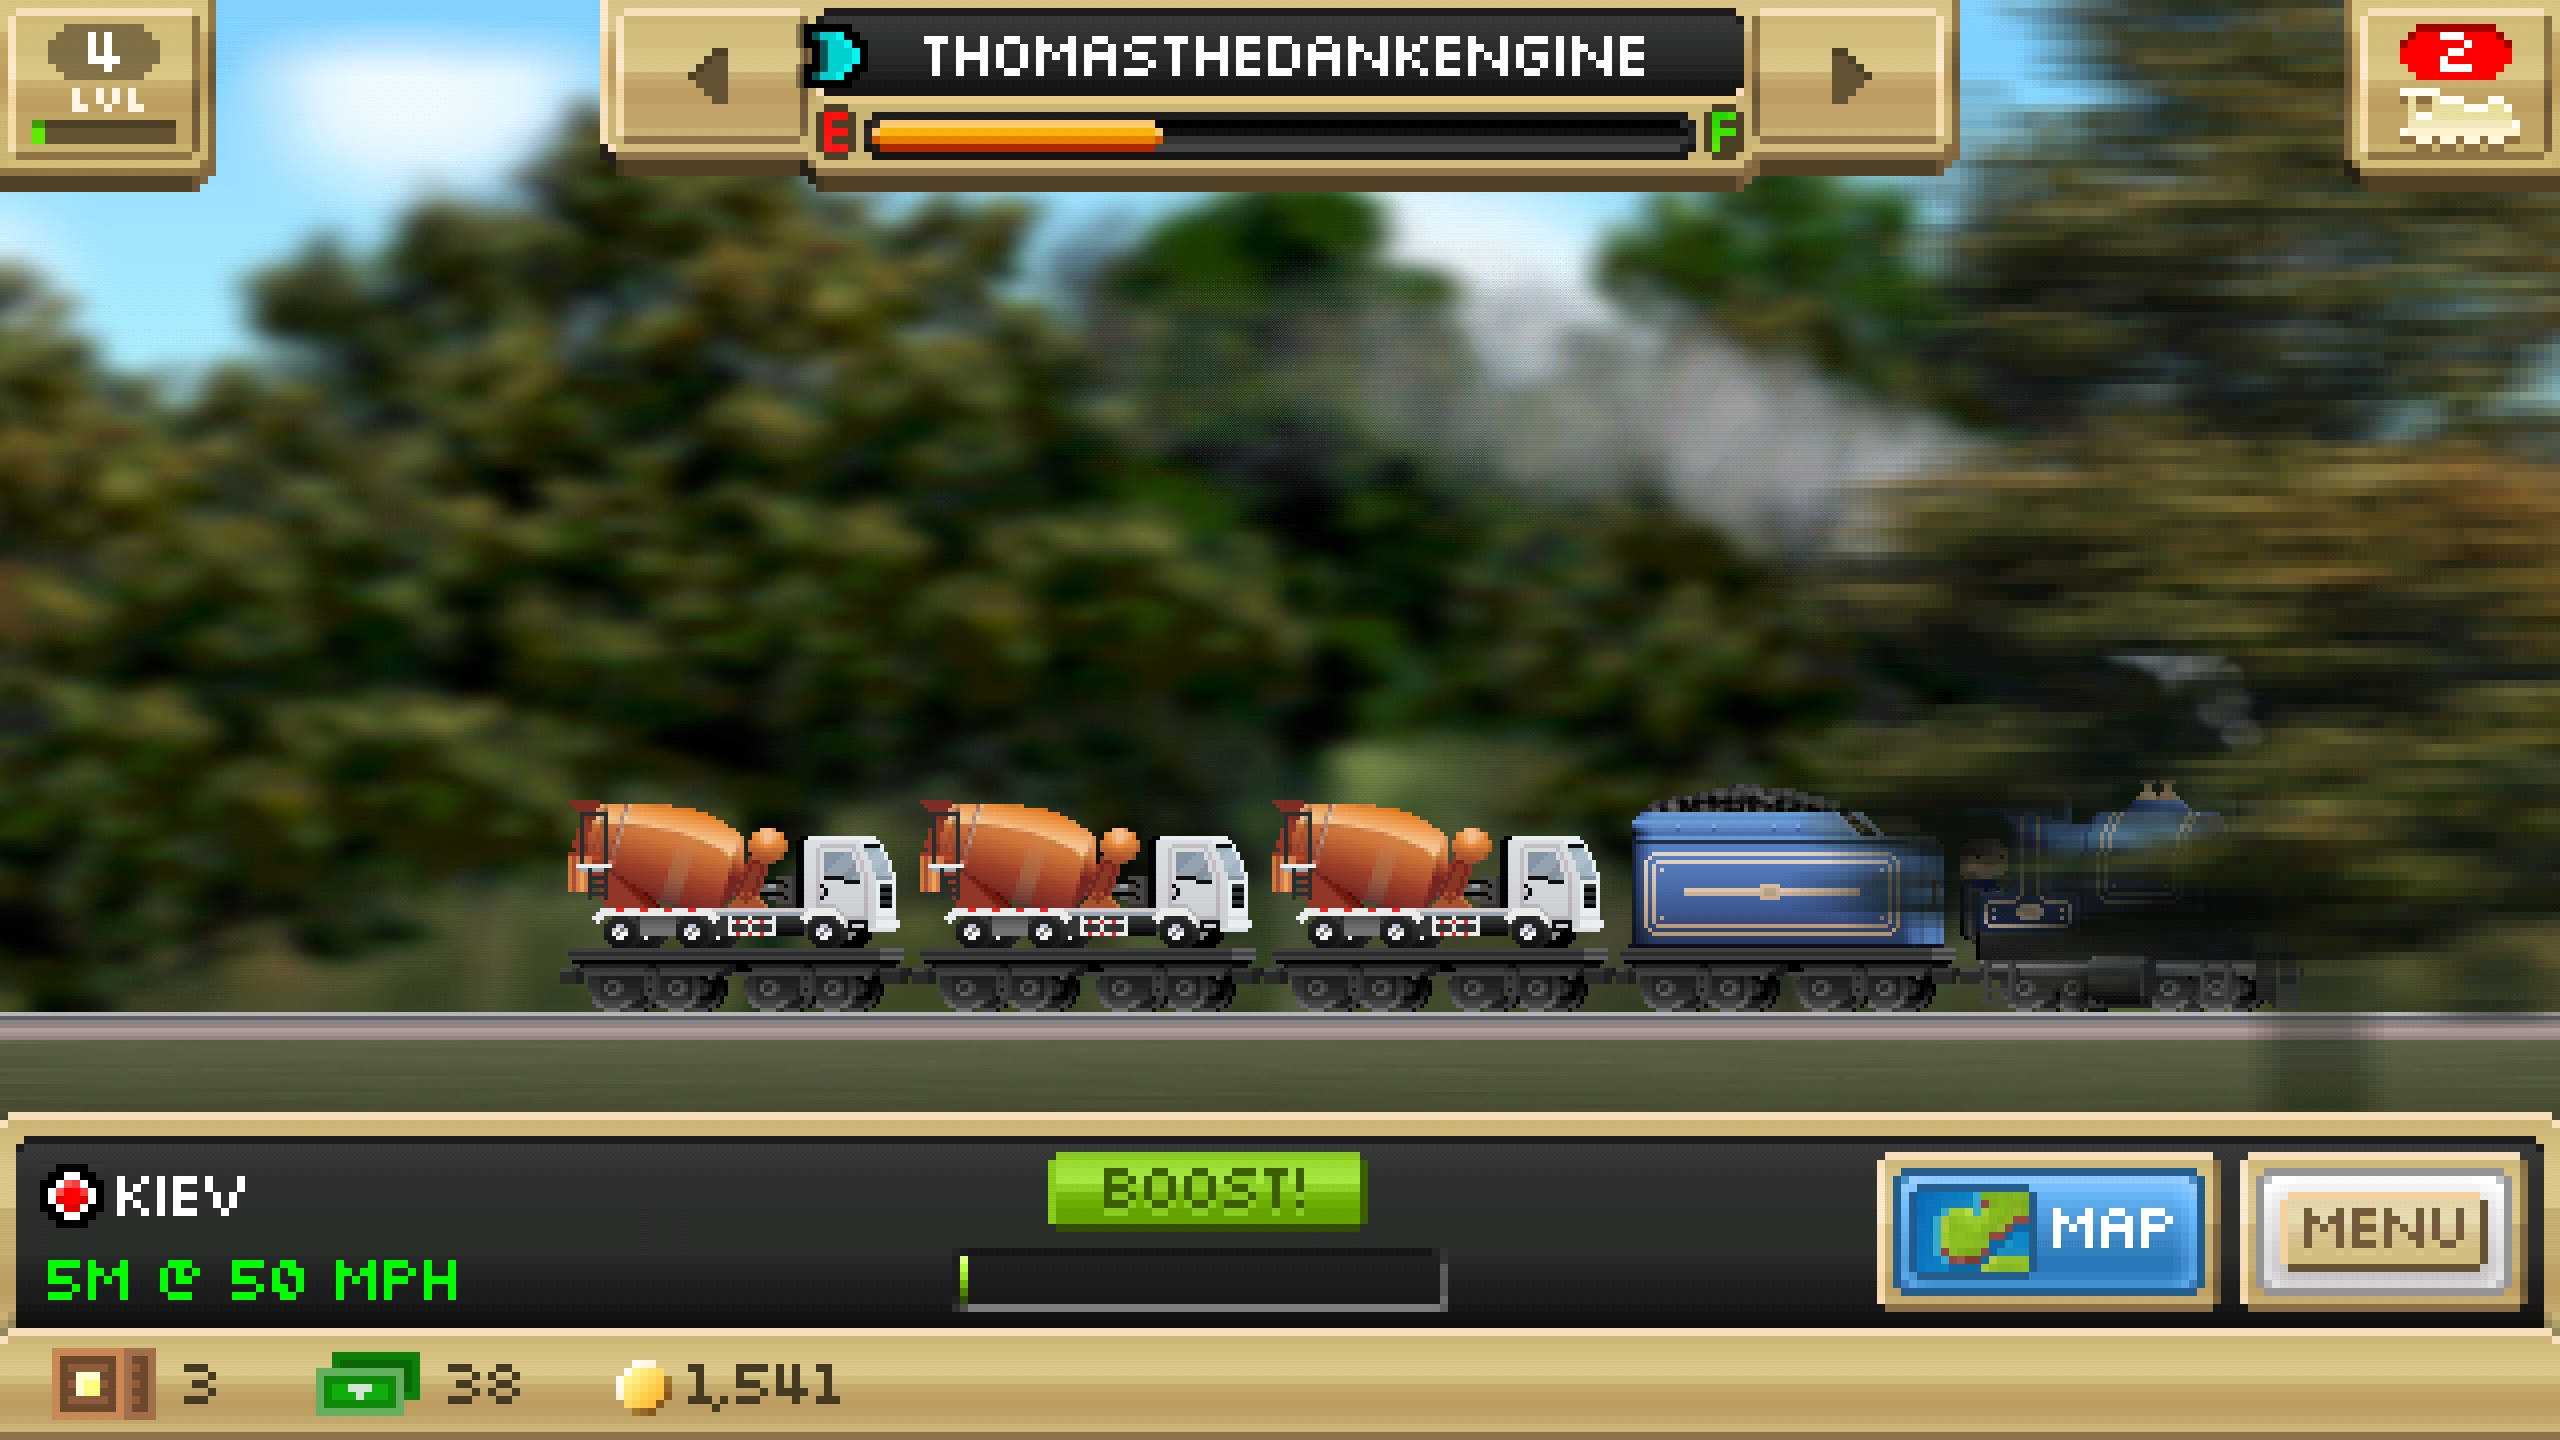 4
LVL
THOMASTHEDANKENGINE
E
F
2
KIEV
5M @ 50 MPH
BOOST!
MAP
MENU
3
38
1,541